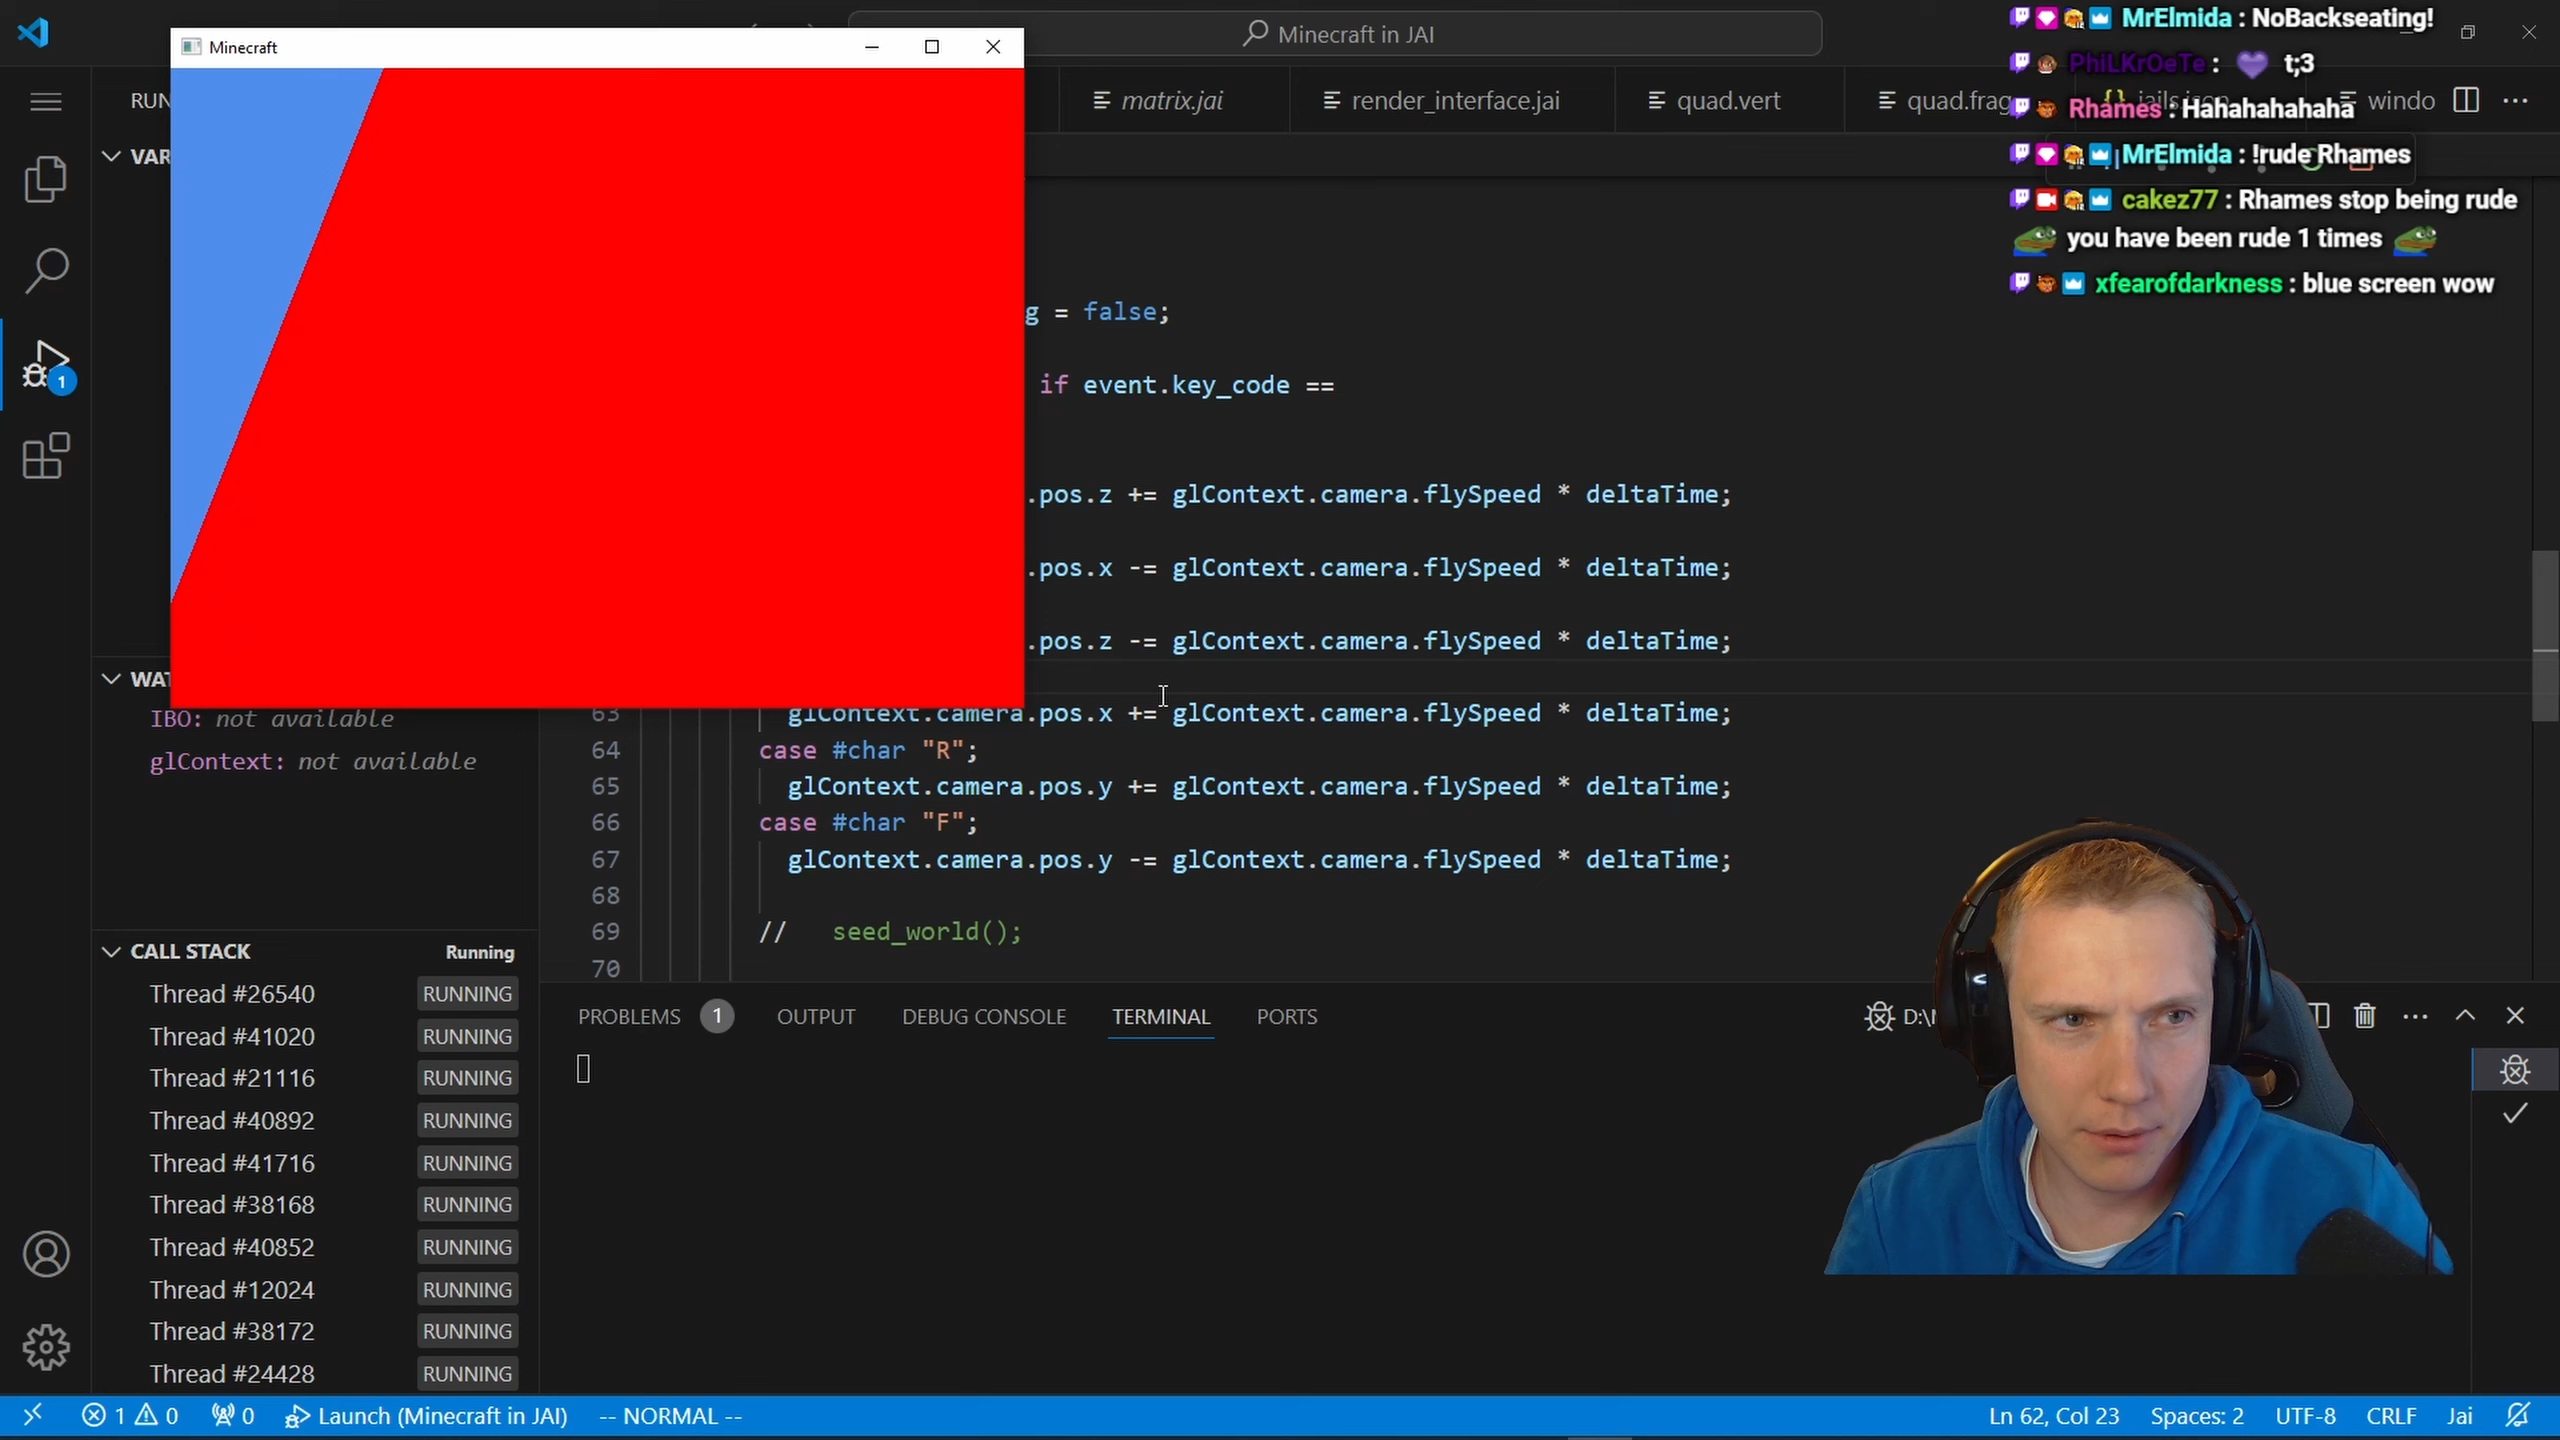 Minecraft in JAI
Minecraft
RUN
matrix.jai
render_interface.jai
quad.vert
quad.frag
windo
MrElmida : NoBackseating!
PhiLKrOeTe : t;3
Rhames : Hahahahahaha
MrElmida : !rude Rhames
cakez77 : Rhames stop being rude
you have been rude 1 times
xfearofdarkness : blue screen wow
VAR
g = false;
if event.key_code ==
.pos.z += glContext.camera.flySpeed * deltaTime;
.pos.x -= glContext.camera.flySpeed * deltaTime;
.pos.z -= glContext.camera.flySpeed * deltaTime;
63 glContext.camera.pos.x += glContext.camera.flySpeed * deltaTime;
64 case #char "R";
65 glContext.camera.pos.y += glContext.camera.flySpeed * deltaTime;
66 case #char "F";
67 glContext.camera.pos.y -= glContext.camera.flySpeed * deltaTime;
68
69 // seed_world();
70
1
WAT
IBO: not available
glContext: not available
CALL STACK Running
Thread #26540 RUNNING
Thread #41020 RUNNING
Thread #21116 RUNNING
Thread #40892 RUNNING
Thread #41716 RUNNING
Thread #38168 RUNNING
Thread #40852 RUNNING
Thread #12024 RUNNING
Thread #38172 RUNNING
Thread #24428 RUNNING
PROBLEMS 1 OUTPUT DEBUG CONSOLE TERMINAL PORTS
D:\
1 0 0 Launch (Minecraft in JAI) -- NORMAL --
Ln 62, Col 23 Spaces: 2 UTF-8 CRLF Jai